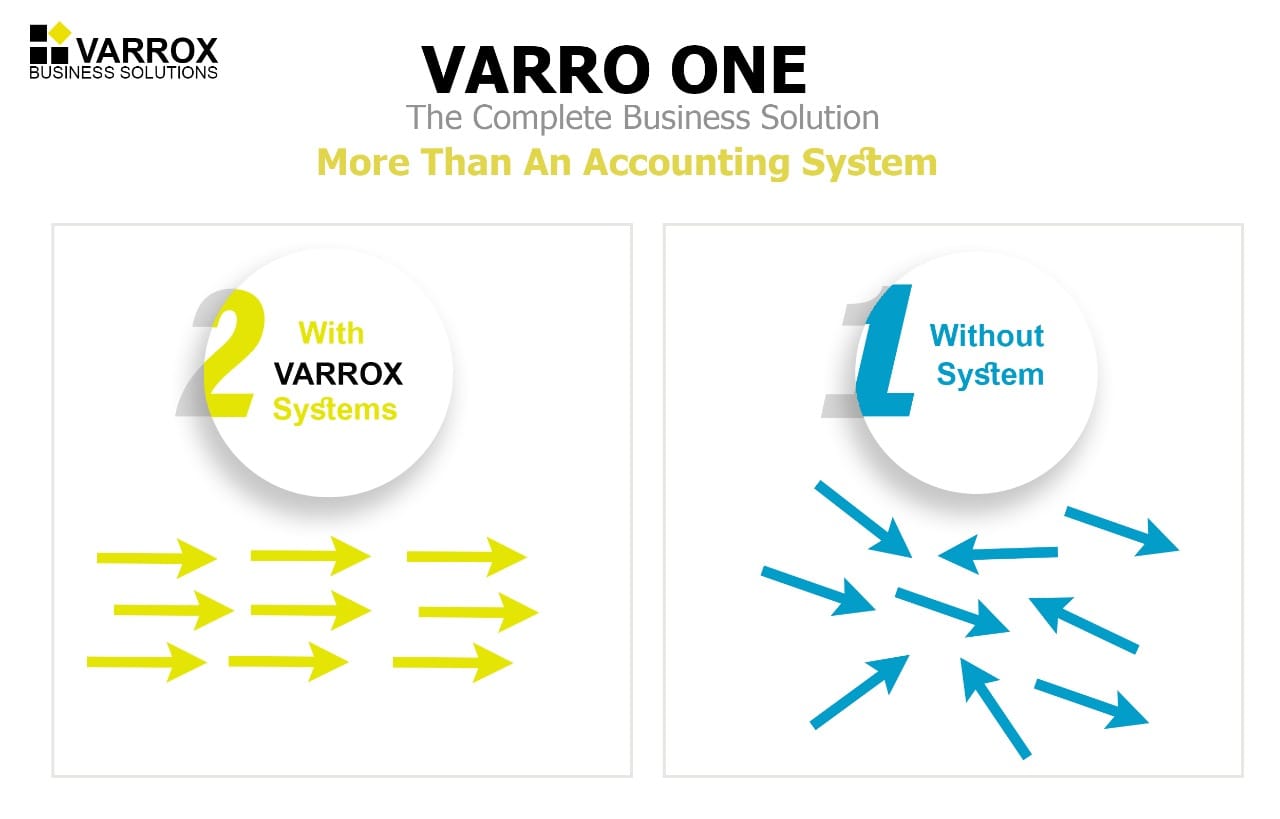 VARROX
BUSINESS SOLUTIONS
VARRO ONE
The Complete Business Solution
More Than An Accounting System
2
With
VARROX
Systems
1
Without
System